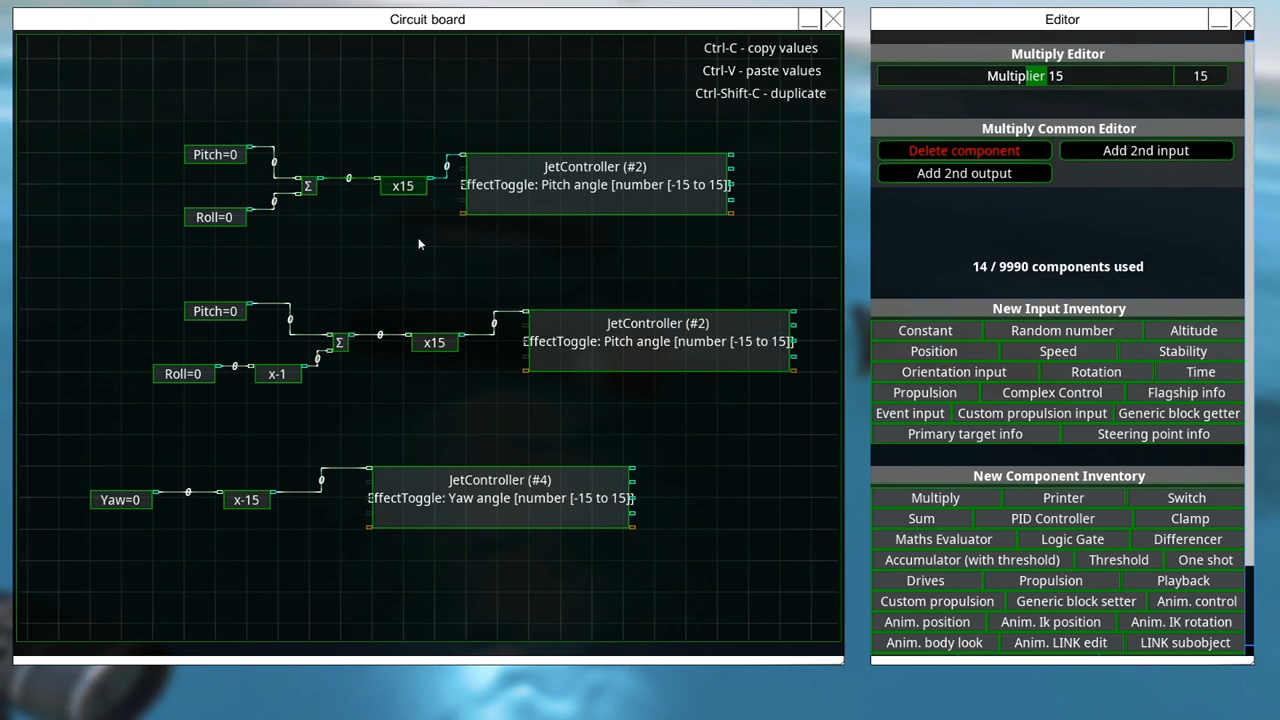 Circuit board
Ctrl-C - copy values
Ctrl-V - paste values
Ctrl-Shift-C - duplicate
Pitch=0
0
0
Σ
0
x15
0
Roll=0
JetController (#2)
EffectToggle: Pitch angle [number [-15 to 15]]
Pitch=0
0
Σ
0
x15
0
Roll=0
0
x-1
0
JetController (#2)
EffectToggle: Pitch angle [number [-15 to 15]]
Yaw=0
0
x-15
0
JetController (#4)
EffectToggle: Yaw angle [number [-15 to 15]]
Editor
Multiply Editor
Multiplier 15
15
Multiply Common Editor
Delete component
Add 2nd input
Add 2nd output
14 / 9990 components used
New Input Inventory
Constant
Random number
Altitude
Position
Speed
Stability
Orientation input
Rotation
Time
Propulsion
Complex Control
Flagship info
Event input
Custom propulsion input
Generic block getter
Primary target info
Steering point info
New Component Inventory
Multiply
Printer
Switch
Sum
PID Controller
Clamp
Maths Evaluator
Logic Gate
Differencer
Accumulator (with threshold)
Threshold
One shot
Drives
Propulsion
Playback
Custom propulsion
Generic block setter
Anim. control
Anim. position
Anim. Ik position
Anim. IK rotation
Anim. body look
Anim. LINK edit
LINK subobject